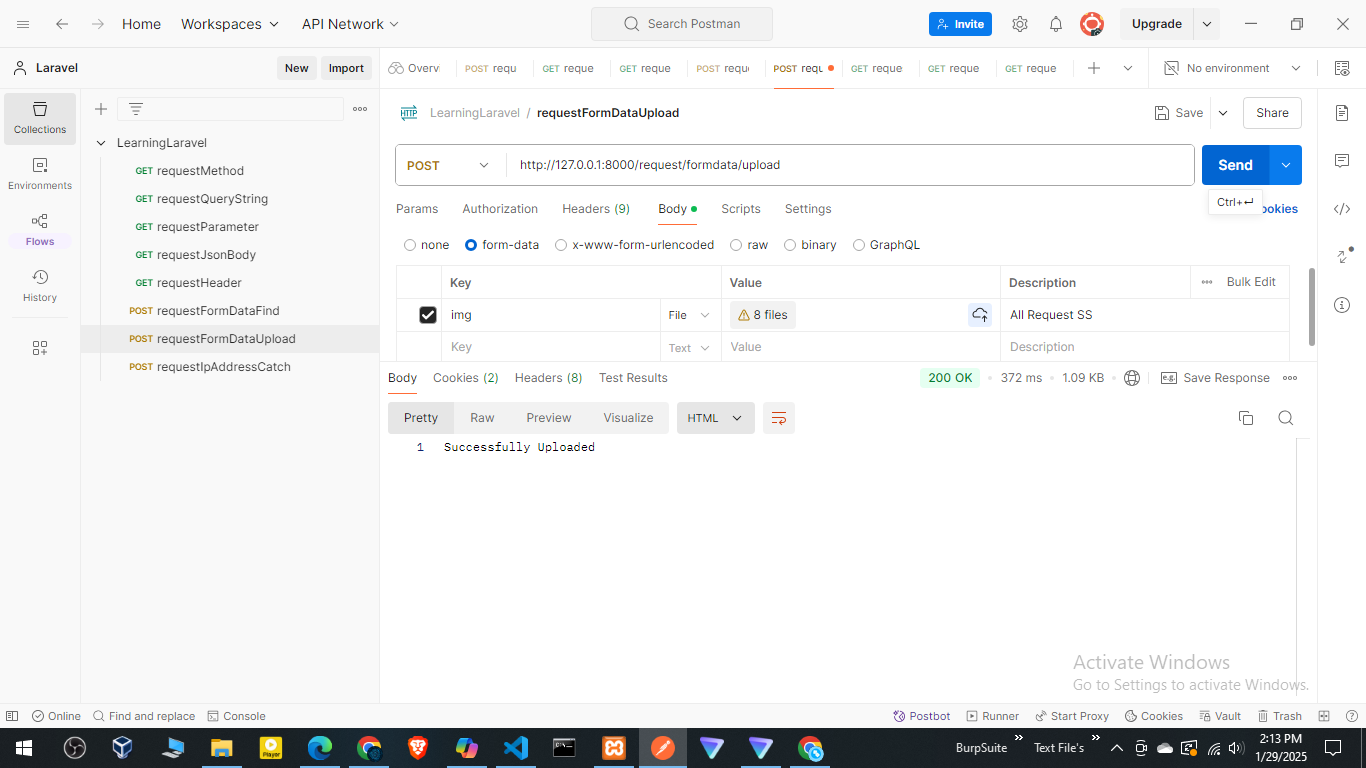 Home Workspaces API Network Search Postman Invite Upgrade
Laravel New Import Overv POST requ GET reque GET reque POST reque POST requ GET reque GET reque GET reque No environment
Collections
Environments
Flows
History
LearningLaravel
GET requestMethod
GET requestQueryString
GET requestParameter
GET requestJsonBody
GET requestHeader
POST requestFormDataFind
POST requestFormDataUpload
POST requestIpAddressCatch
HTTP LearningLaravel / requestFormDataUpload Save Share
POST http://127.0.0.1:8000/request/formdata/upload Send
Ctrl+↵
Params Authorization Headers (9) Body Scripts Settings ookies
none form-data x-www-form-urlencoded raw binary GraphQL
Key Value Description Bulk Edit
img File 8 files All Request SS
Key Text Value Description
Body Cookies (2) Headers (8) Test Results 200 OK 372 ms 1.09 KB e.g. Save Response
Pretty Raw Preview Visualize HTML
1 Successfully Uploaded
Activate Windows
Go to Settings to activate Windows.
Online Find and replace Console Postbot Runner Start Proxy Cookies Vault Trash
Player BurpSuite » Text File's » 2:13 PM
1/29/2025